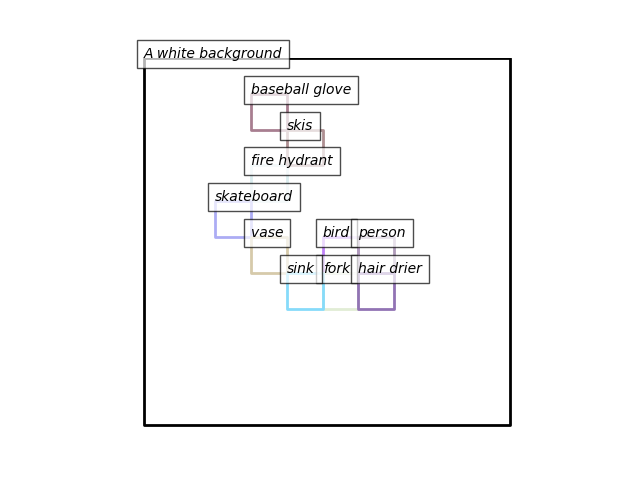 A white background
baseball glove
skis
fire hydrant
skateboard
vase
bird
person
sink
fork
hair drier